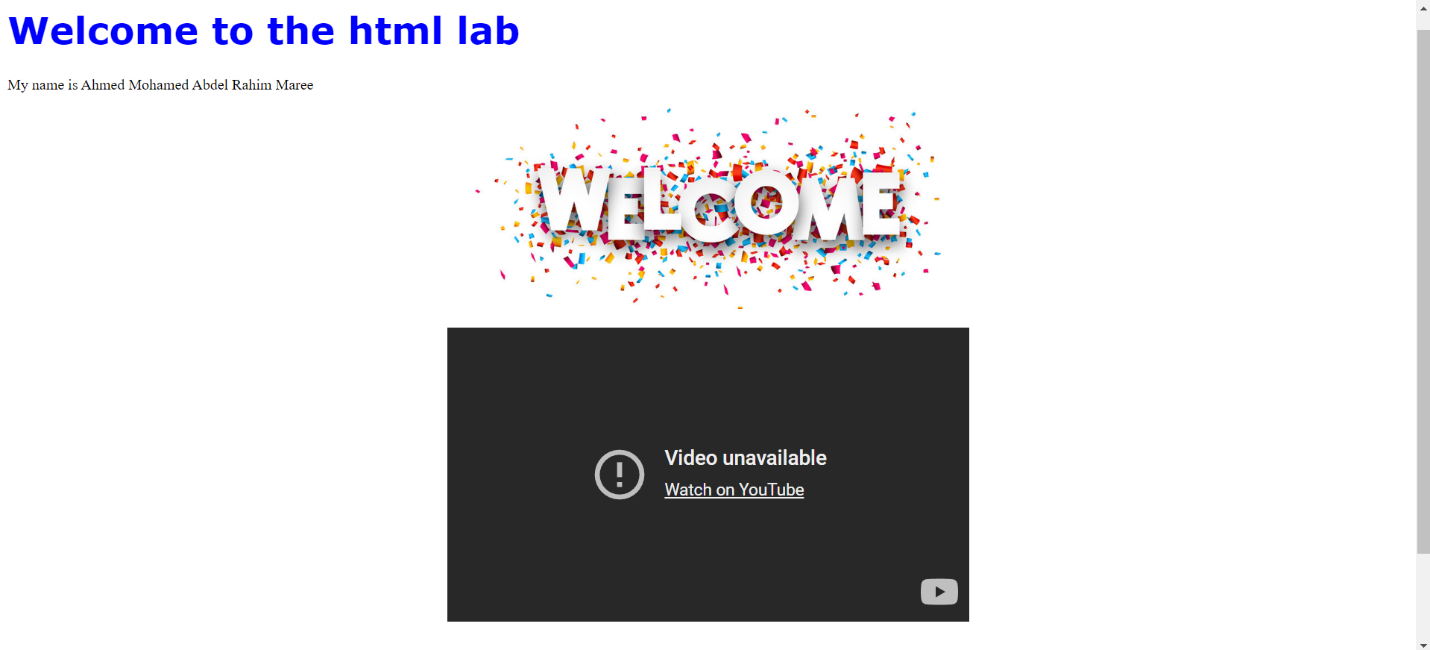 Welcome to the html lab
My name is Ahmed Mohamed Abdel Rahim Maree
WELCOME
Video unavailable
Watch on YouTube